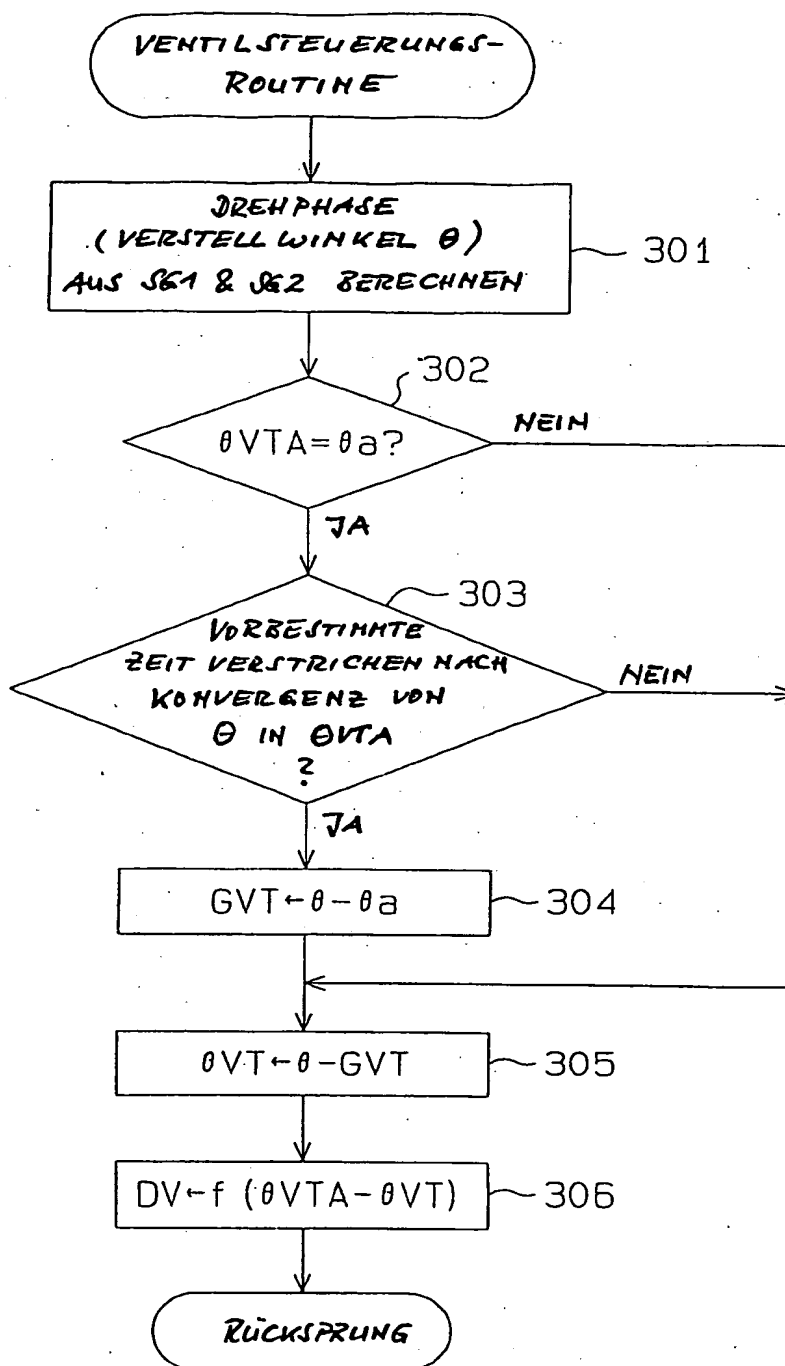 VENTILSTEUERUNGS-
ROUTINE
DREHPHASE
(VERSTELLWINKEL θ)
AUS SG1 & SG2 BERECHNEN
301
302
θVTA=θa?
NEIN
JA
303
VORBESTIMMTE
ZEIT VERSTRICHEN NACH
KONVERGENZ VON
θ IN θVTA
?
NEIN
JA
GVT←θ-θa
304
θVT←θ-GVT
305
DV←f (θVTA-θVT)
306
RÜCKSPRUNG